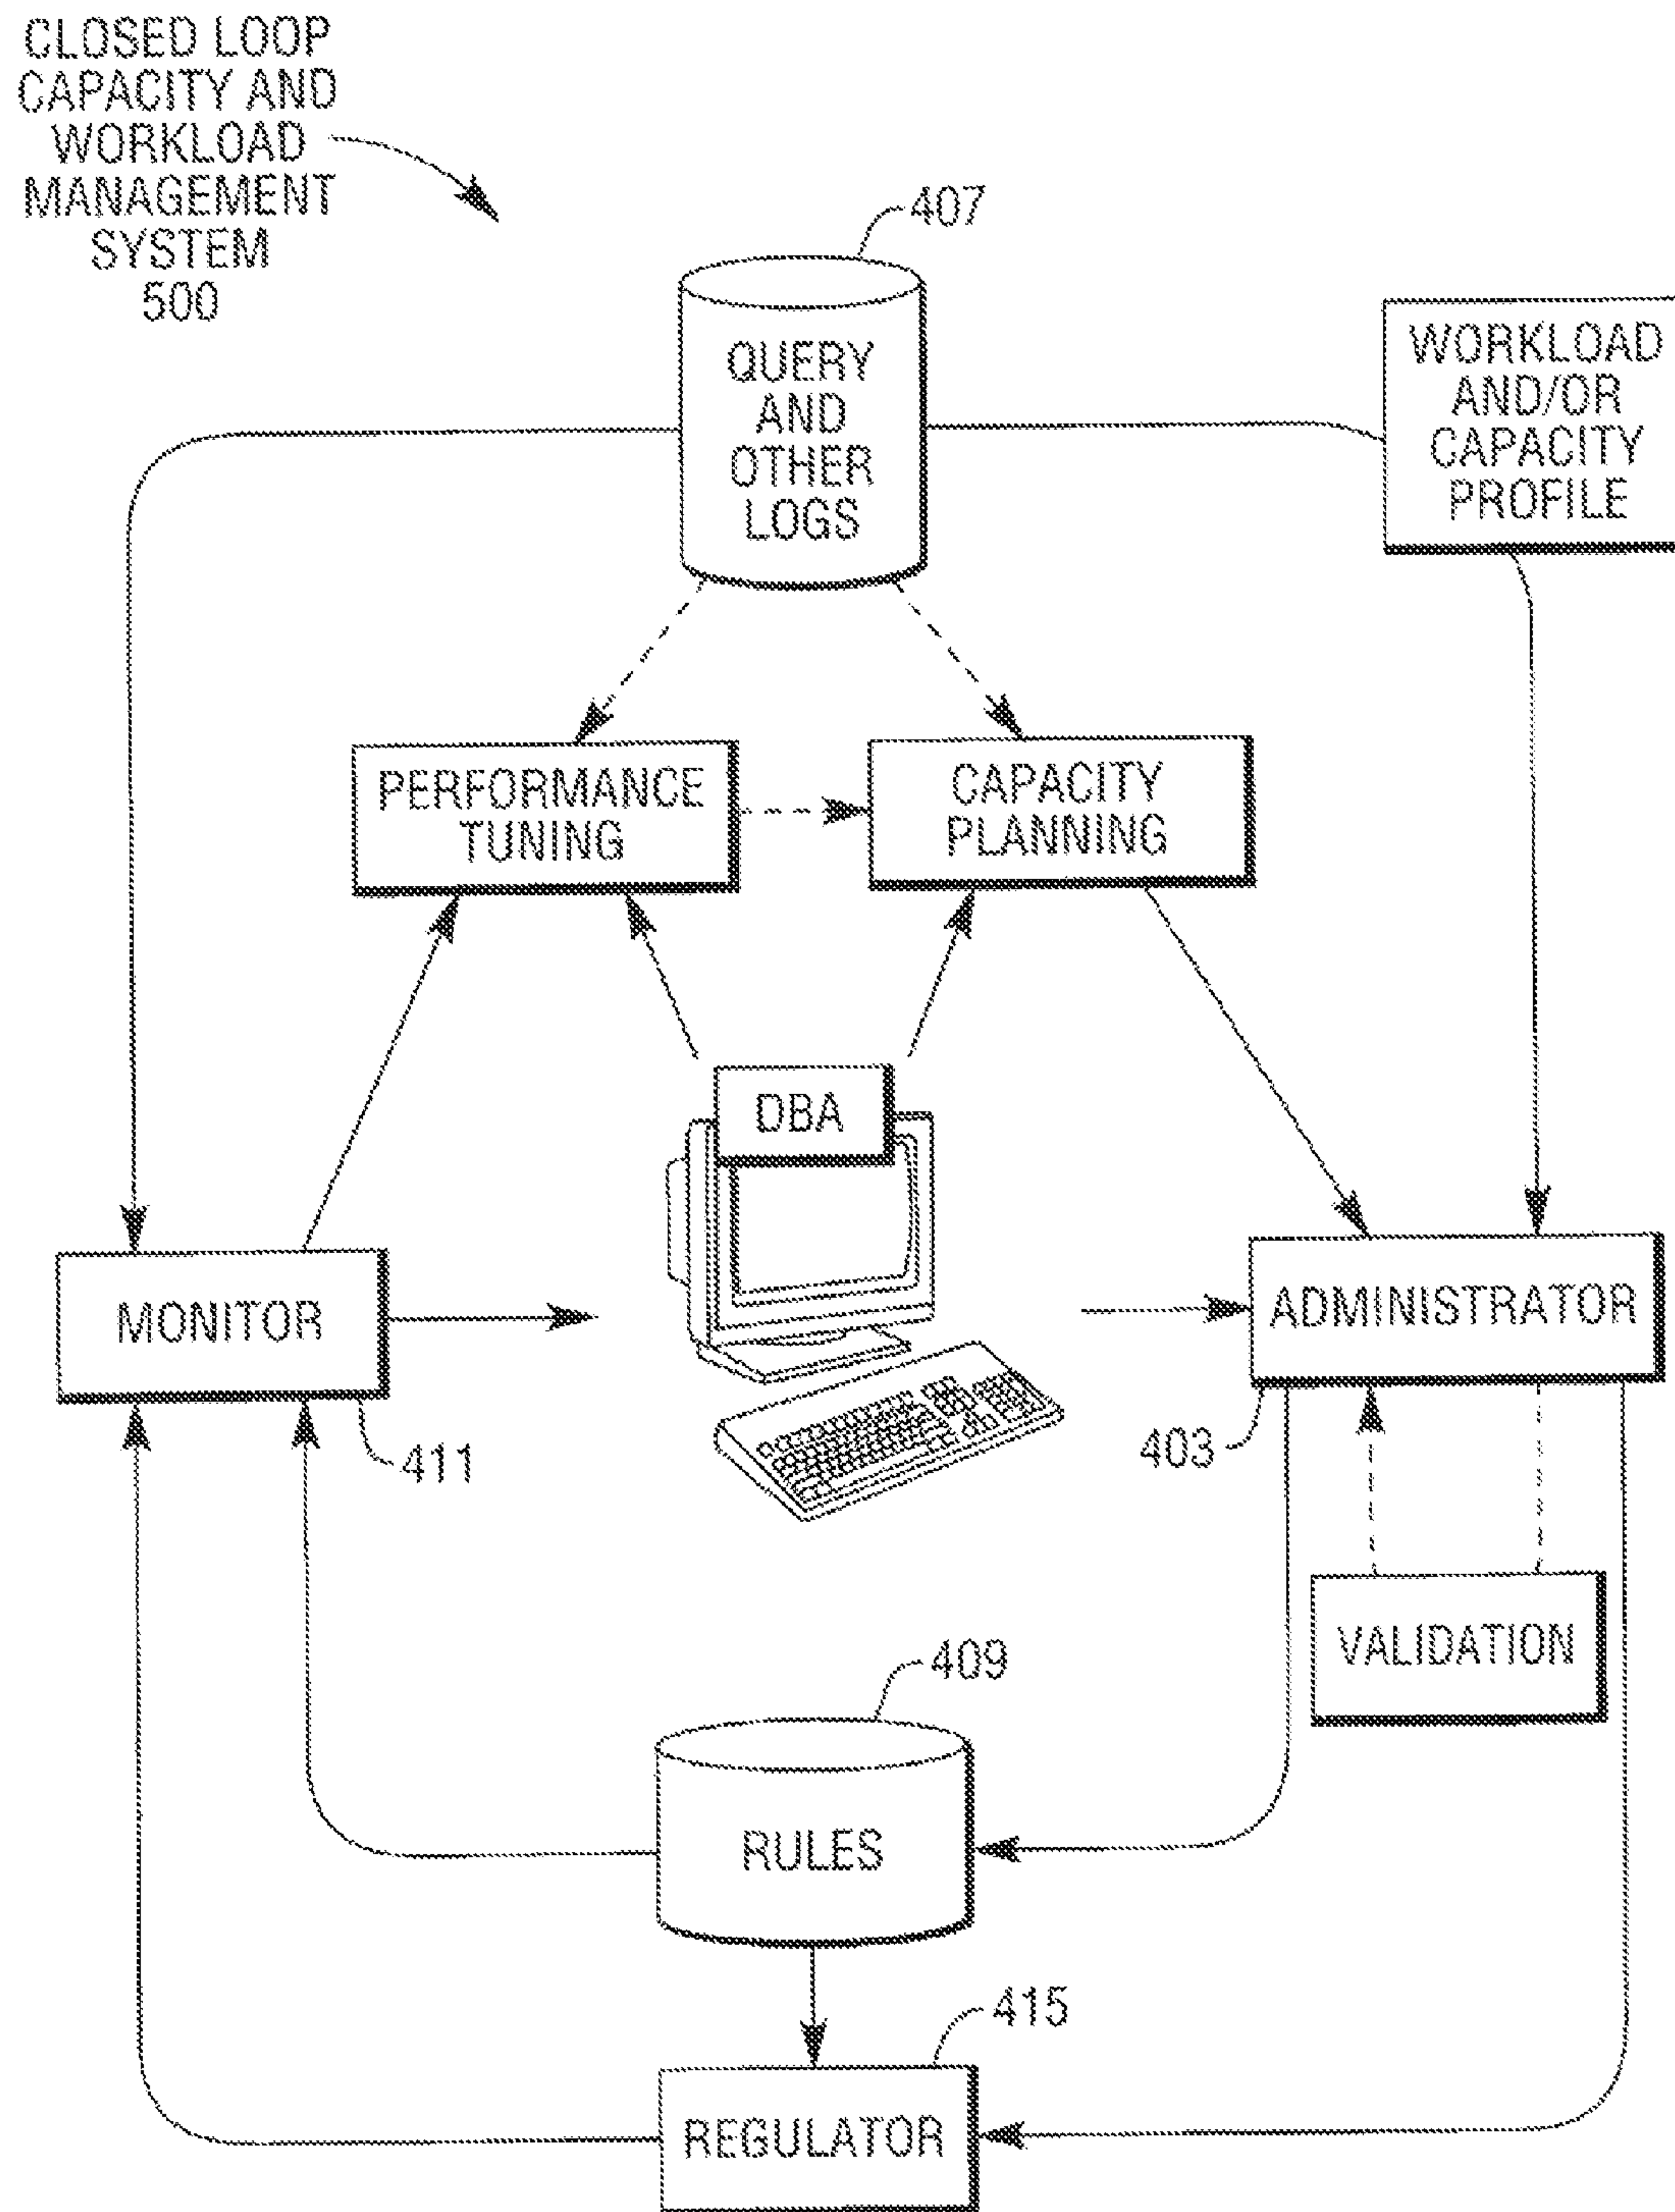 CLOSED LOOP
CAPACITY AND
WORKLOAD
MANAGEMENT
SYSTEM
500
407
QUERY
AND
OTHER
LOGS
WORKLOAD
AND/OR
CAPACITY
PROFILE
PERFORMANCE
TUNING
CAPACITY
PLANNING
DBA
MONITOR
ADMINISTRATOR
411
403
VALIDATION
409
RULES
415
REGULATOR